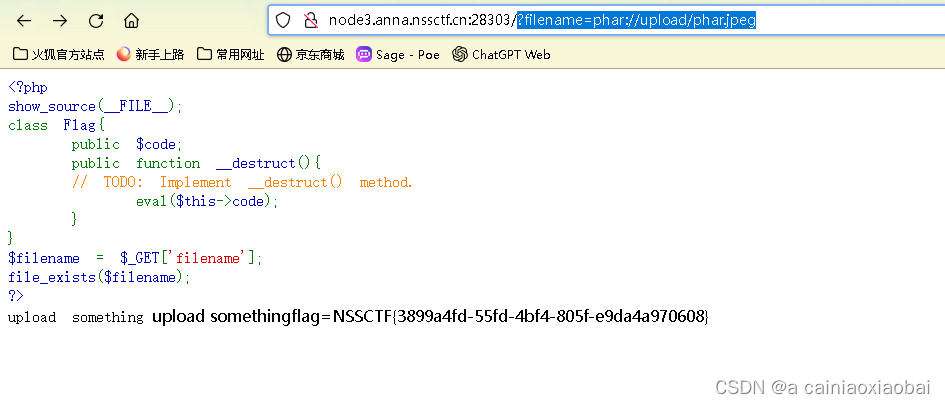 node3.anna.nssctf.cn:28303/?filename=phar://upload/phar.jpeg
火狐官方站点 新手上路 常用网址 京东商城 Sage - Poe ChatGPT Web
<?php
show_source(__FILE__);
class Flag{
public $code;
public function __destruct(){
// TODO: Implement __destruct() method.
eval($this->code);
}
}
$filename = $_GET['filename'];
file_exists($filename);
?>
upload something upload somethingflag=NSSCTF{3899a4fd-55fd-4bf4-805f-e9da4a970608}
CSDN @a cainiaoxiaobai